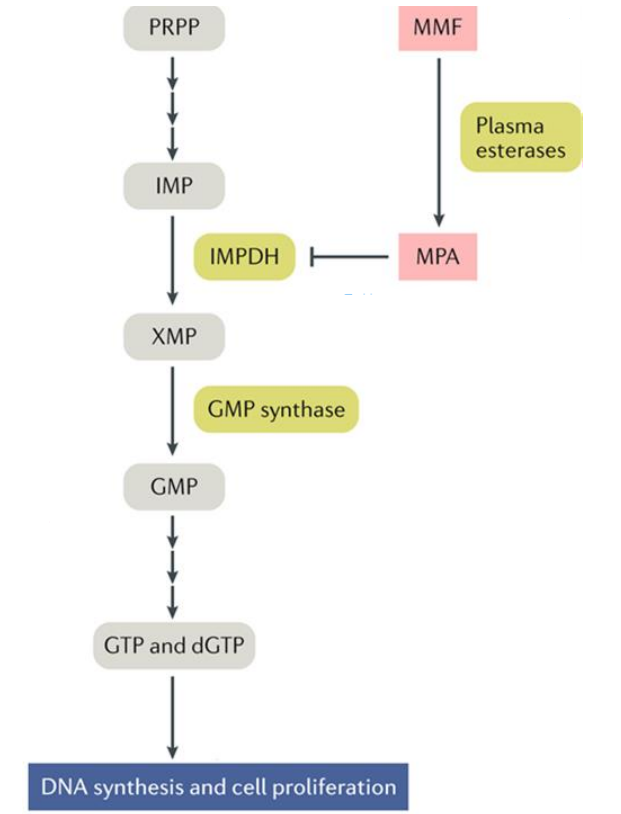 PRPP
MMF
Plasma
esterases
IMP
IMPDH
MPA
XMP
GMP synthase
GMP
GTP and dGTP
DNA synthesis and cell proliferation